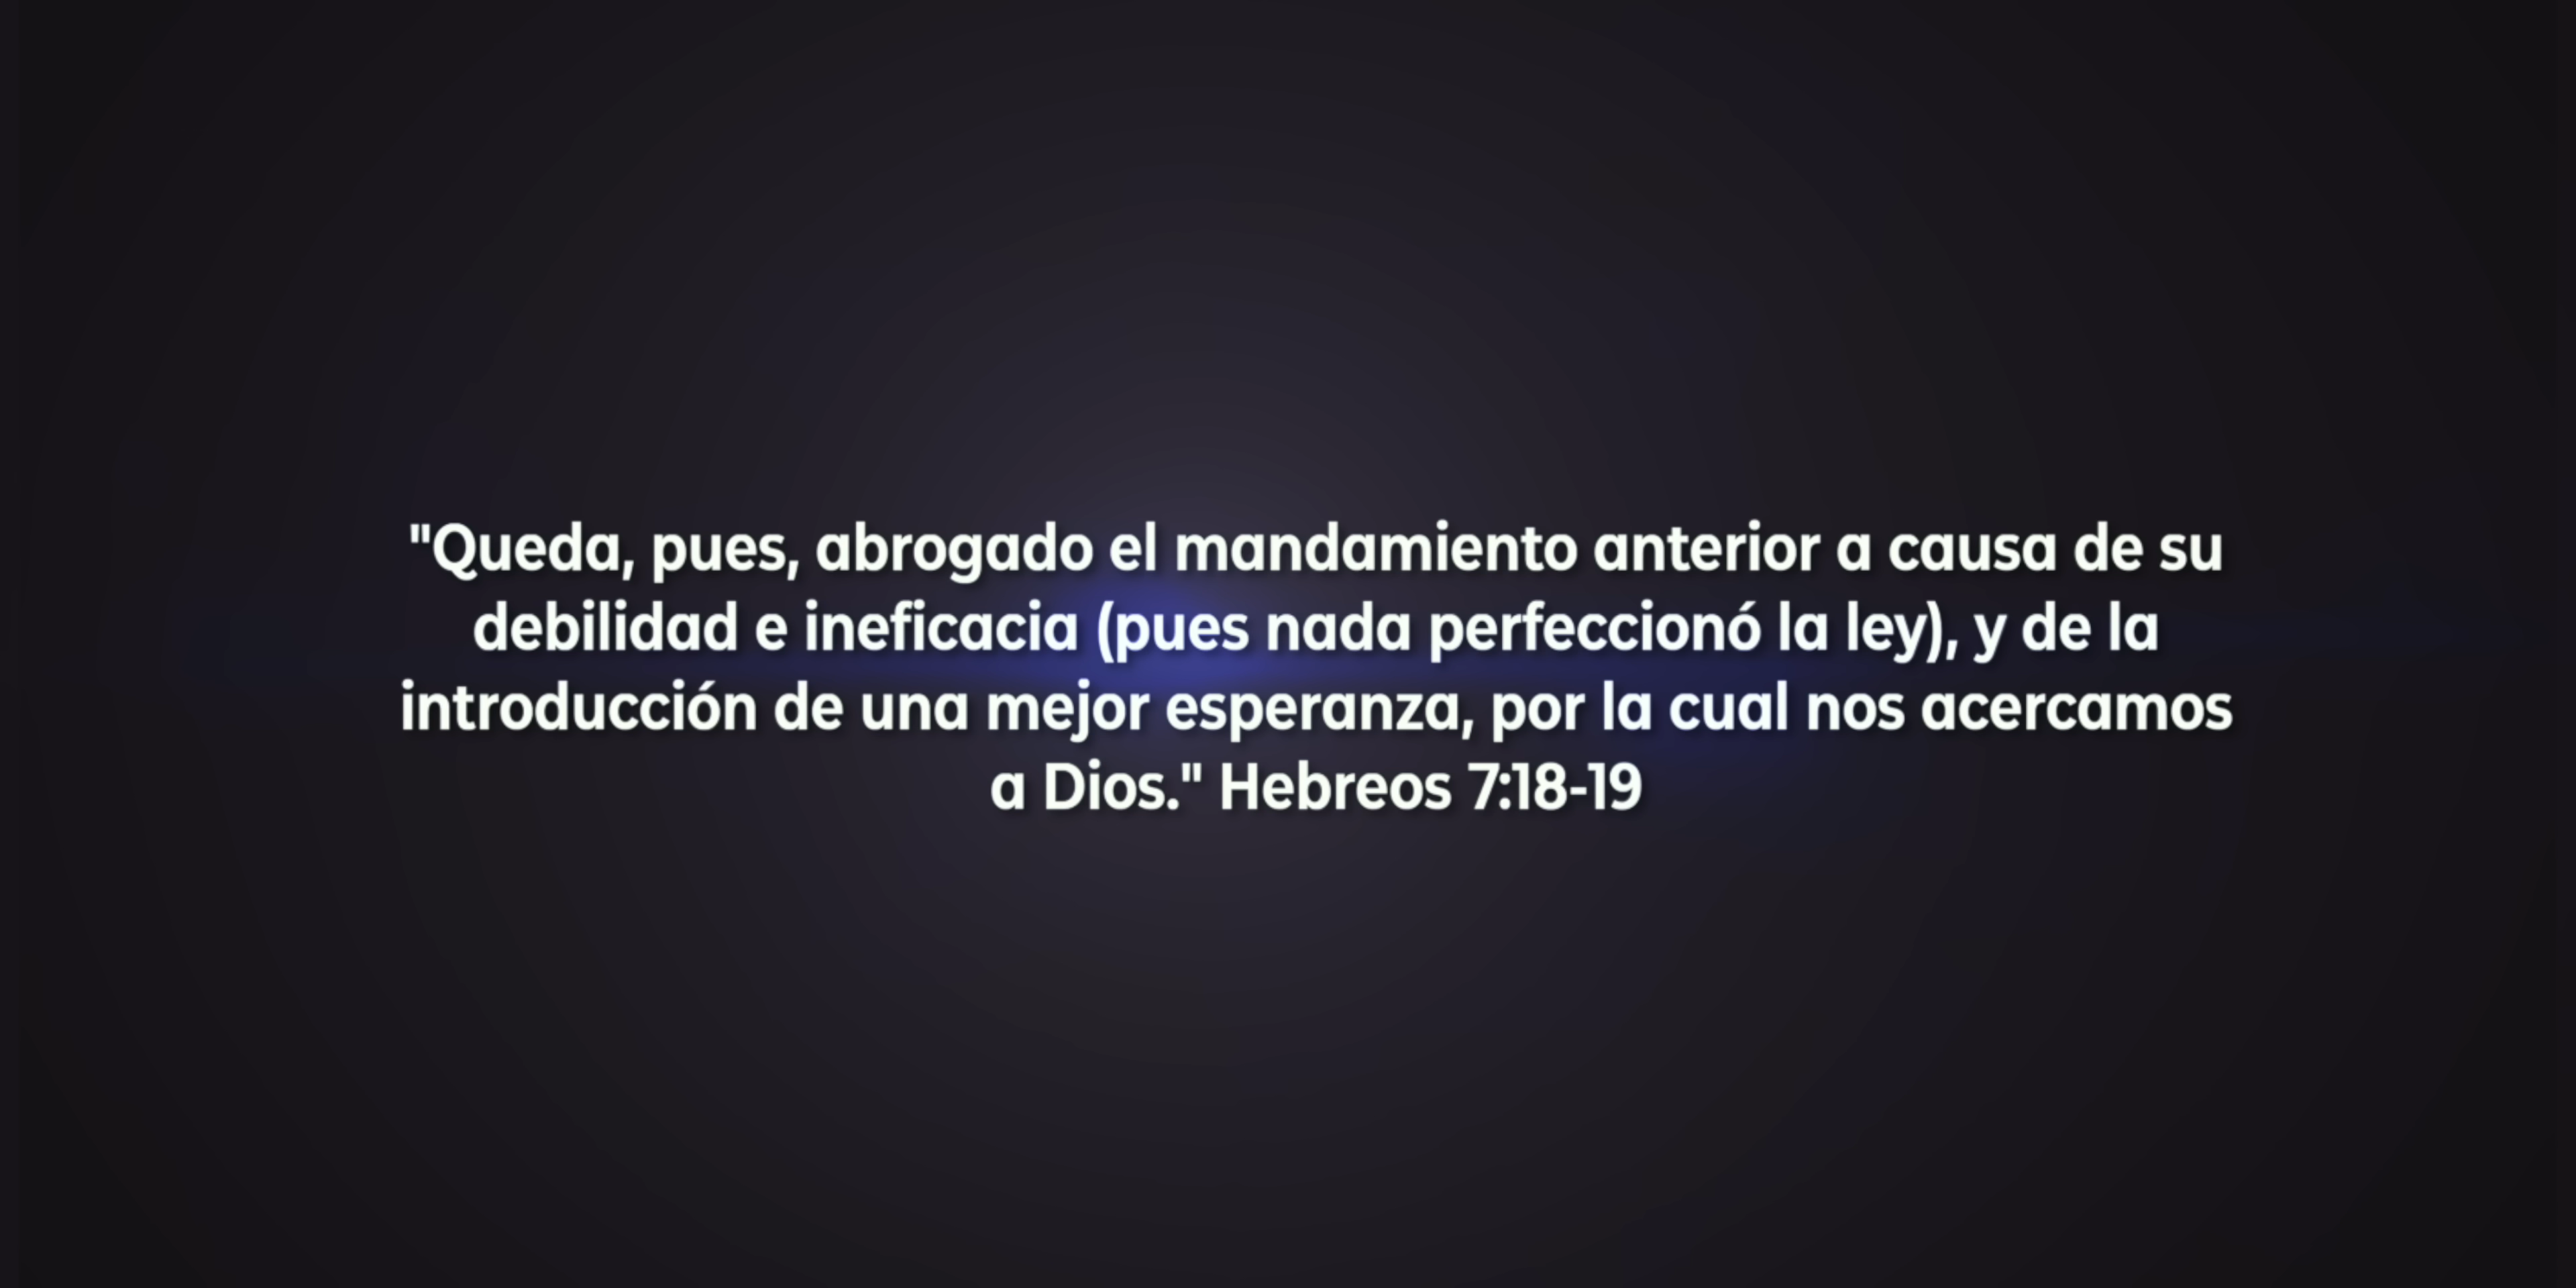 "Queda, pues, abrogado el mandamiento anterior a causa de su
debilidad e ineficacia (pues nada perfeccionó la ley), y de la
introducción de una mejor esperanza, por la cual nos acercamos
a Dios." Hebreos 7:18-19